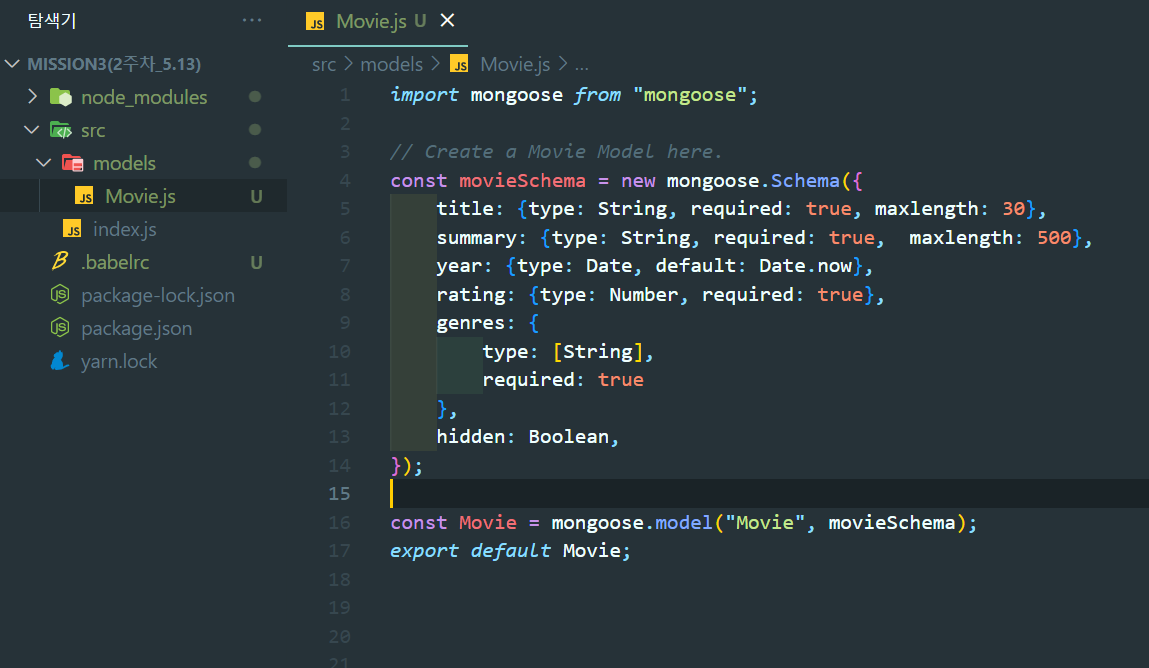 탐색기 ···
MISSION3(2주차_5.13)
node_modules
src
models
Movie.js U
index.js
.babelrc U
package-lock.json
package.json
yarn.lock
JS Movie.js U ×
src > models > JS Movie.js > ...
1 import mongoose from "mongoose";
2
3 // Create a Movie Model here.
4 const movieSchema = new mongoose.Schema({
5 title: {type: String, required: true, maxlength: 30},
6 summary: {type: String, required: true,  maxlength: 500},
7 year: {type: Date, default: Date.now},
8 rating: {type: Number, required: true},
9 genres: {
10 type: [String],
11 required: true
12 },
13 hidden: Boolean,
14 });
15
16 const Movie = mongoose.model("Movie", movieSchema);
17 export default Movie;
18
19
20
21